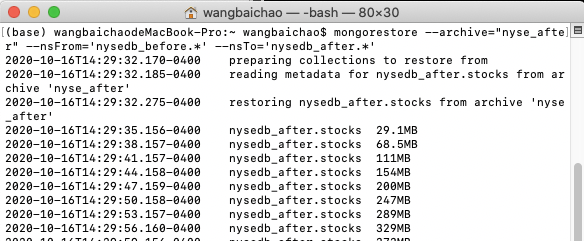 wangbaichao — -bash — 80×30
(base) wangbaichaodeMacBook-Pro:~ wangbaichao$ mongorestore --archive="nyse_afte
r" --nsFrom='nysedb_before.*' --nsTo='nysedb_after.*'
2020-10-16T14:29:32.170-0400 preparing collections to restore from
2020-10-16T14:29:32.185-0400 reading metadata for nysedb_after.stocks from ar
chive 'nyse_after'
2020-10-16T14:29:32.275-0400 restoring nysedb_after.stocks from archive 'nyse
_after'
2020-10-16T14:29:35.156-0400 nysedb_after.stocks 29.1MB
2020-10-16T14:29:38.157-0400 nysedb_after.stocks 68.5MB
2020-10-16T14:29:41.157-0400 nysedb_after.stocks 111MB
2020-10-16T14:29:44.158-0400 nysedb_after.stocks 154MB
2020-10-16T14:29:47.159-0400 nysedb_after.stocks 200MB
2020-10-16T14:29:50.158-0400 nysedb_after.stocks 247MB
2020-10-16T14:29:53.157-0400 nysedb_after.stocks 289MB
2020-10-16T14:29:56.160-0400 nysedb_after.stocks 329MB